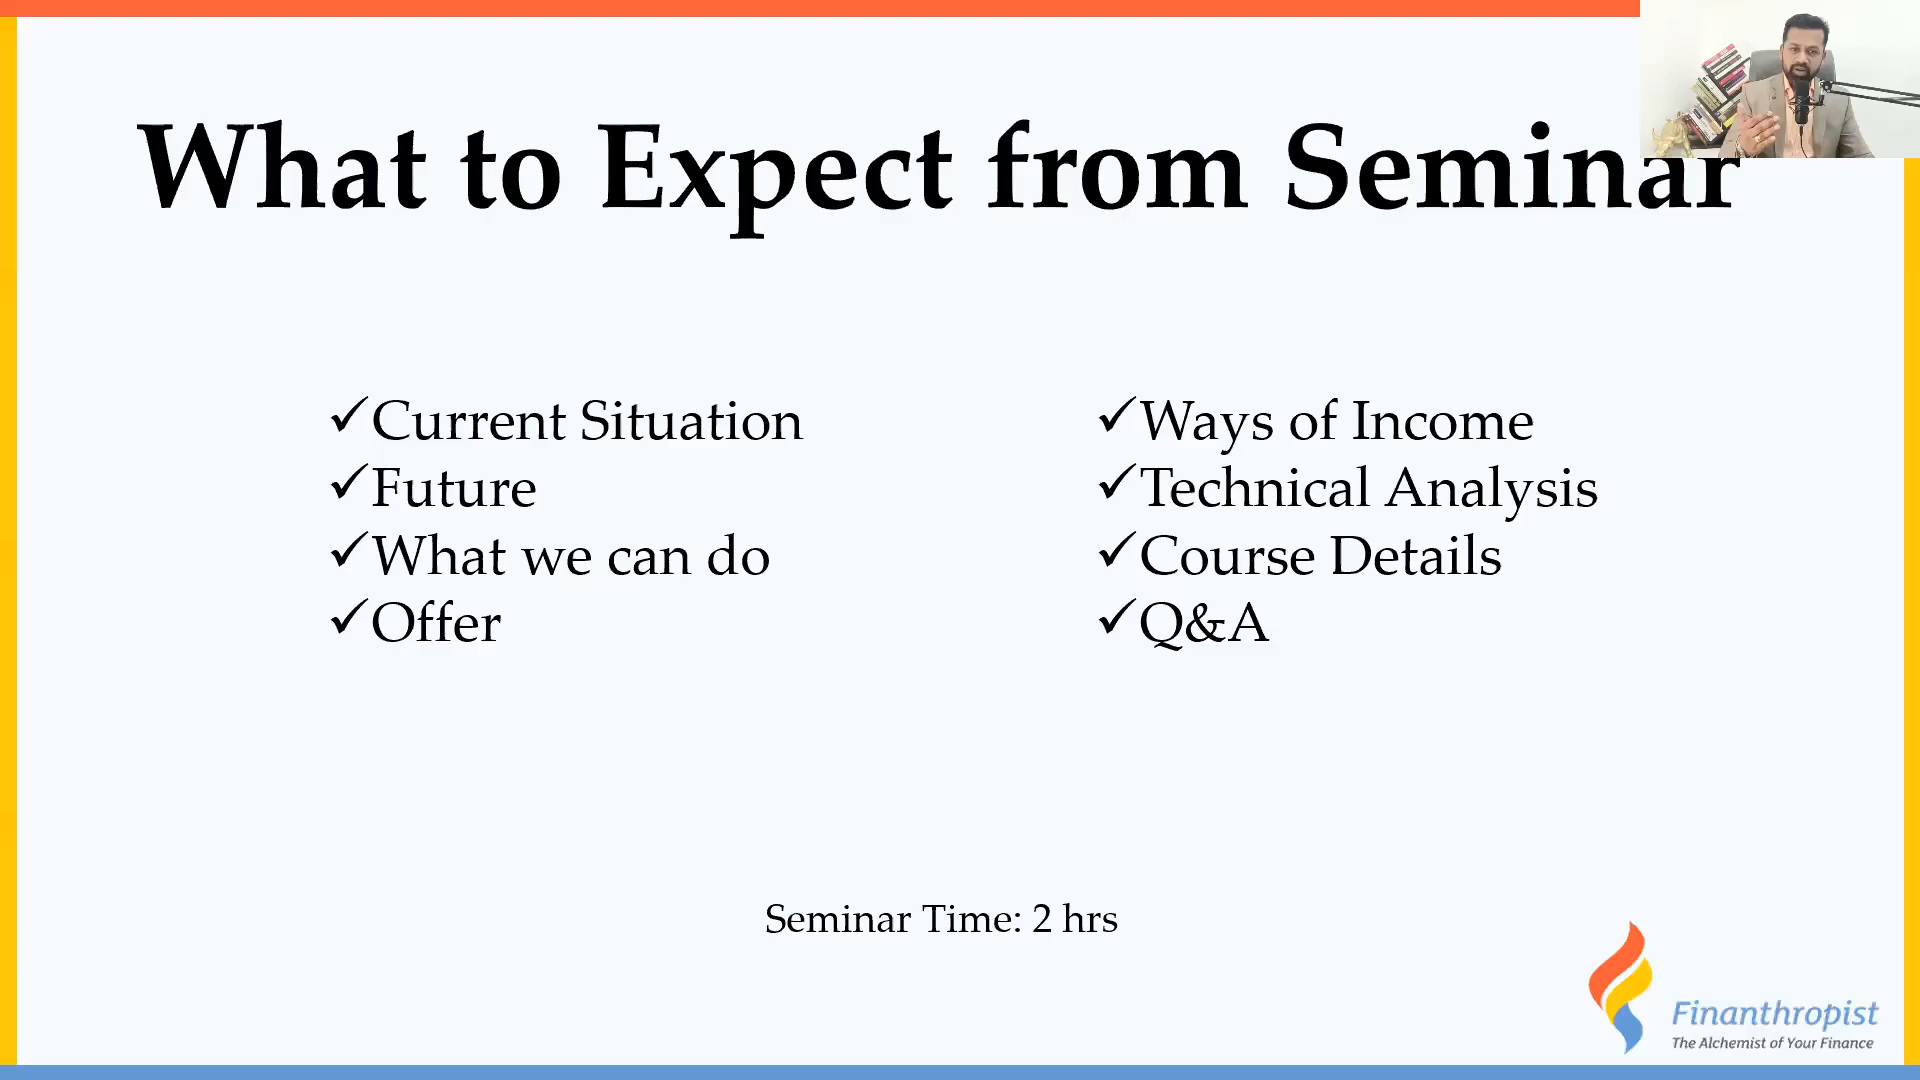 What to Expect from Seminar
✓Current Situation
✓Future
✓What we can do
✓Offer
✓Ways of Income
✓Technical Analysis
✓Course Details
✓Q&A
Seminar Time: 2 hrs
Finanthropist
The Alchemist of Your Finance